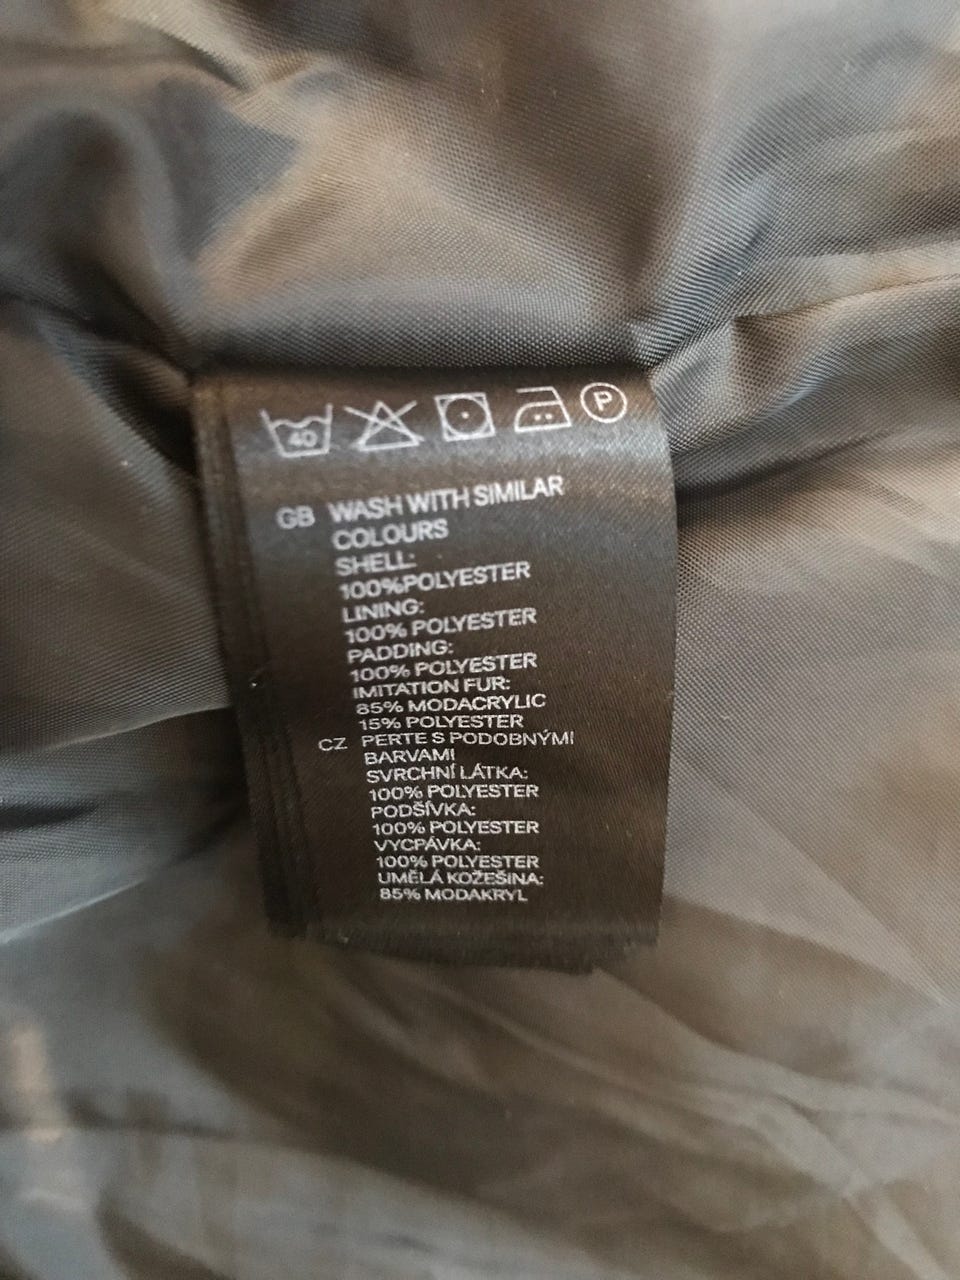 40 P
GB WASH WITH SIMILAR
COLOURS
SHELL:
100%POLYESTER
LINING:
100% POLYESTER
PADDING:
100% POLYESTER
IMITATION FUR:
85% MODACRYLIC
15% POLYESTER
CZ PERTE S PODOBNÝMI
BARVAMI
SVRCHNÍ LÁTKA:
100% POLYESTER
PODŠÍVKA:
100% POLYESTER
VYCPÁVKA:
100% POLYESTER
UMĚLÁ KOŽEŠINA:
85% MODAKRYL